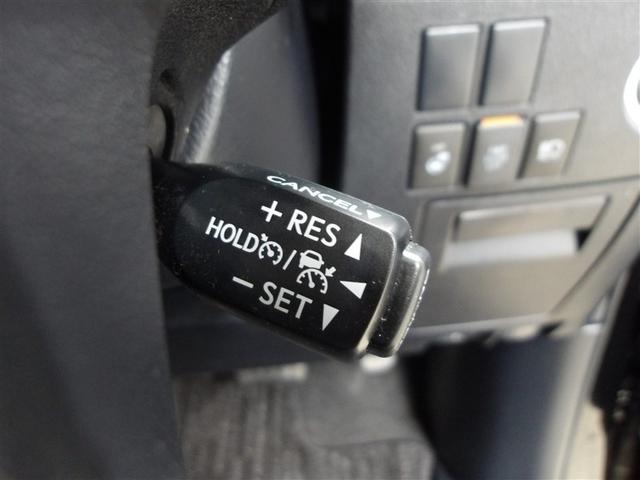 CANCEL
+ RES
HOLD /
- SET